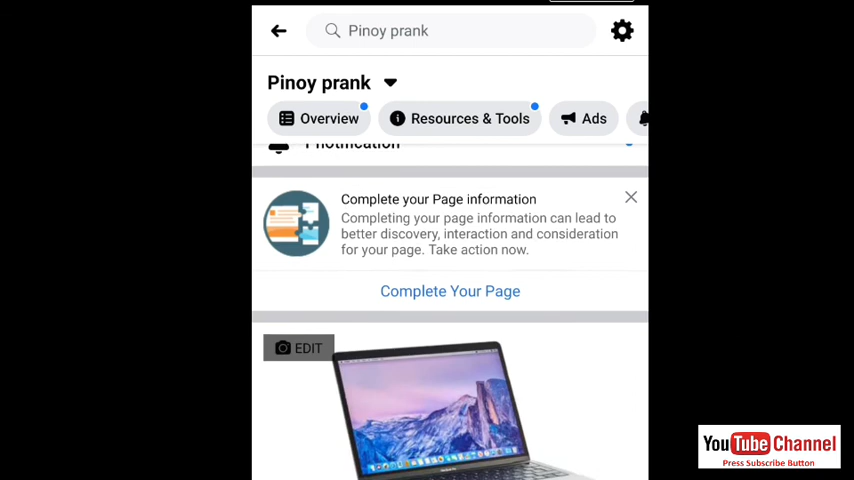 Pinoy prank
Pinoy prank
Overview
Resources & Tools
Ads
1 notification
Complete your Page information
Completing your page information can lead to
better discovery, interaction and consideration
for your page. Take action now.
Complete Your Page
EDIT
YouTube Channel
Press Subscribe Button